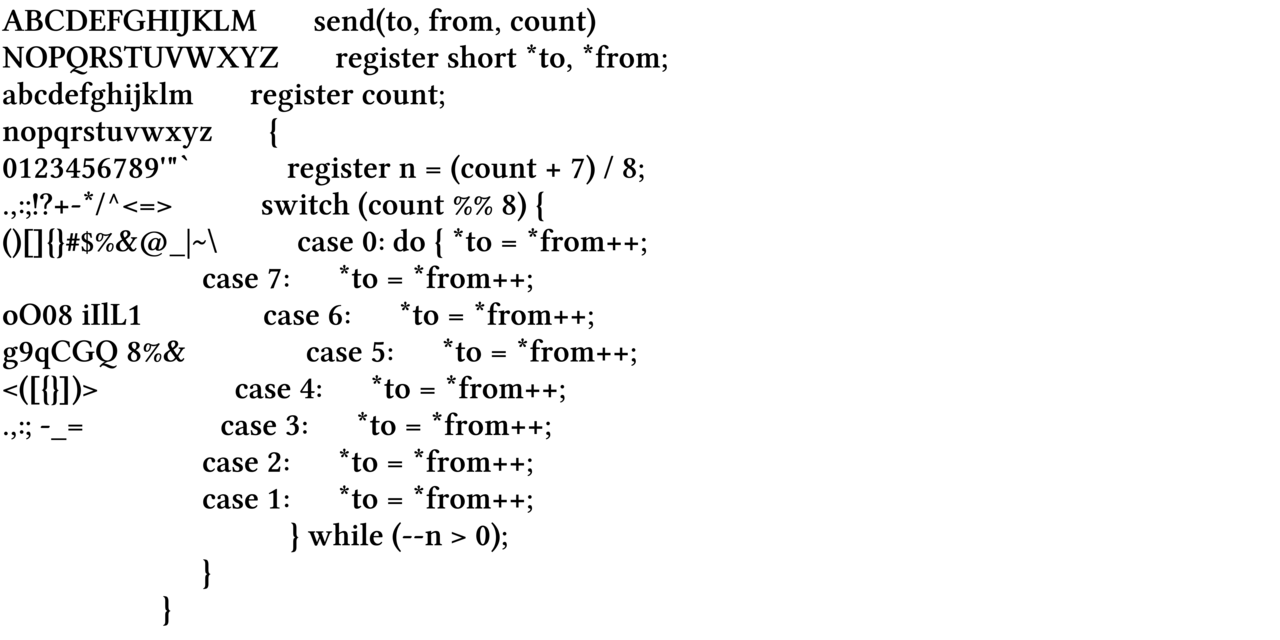 ABCDEFGHIJKLM send(to, from, count)
NOPQRSTUVWXYZ register short *to, *from;
abcdefghijklm register count;
nopqrstuvwxyz {
0123456789'"` register n = (count + 7) / 8;
.,:;!?+-*/^<=> switch (count %% 8) {
()[]{}#$%&@_|~\ case 0: do { *to = *from++;
case 7: *to = *from++;
oO08 iIlL1 case 6: *to = *from++;
g9qCGQ 8%& case 5: *to = *from++;
<([{}])> case 4: *to = *from++;
.,:; -_= case 3: *to = *from++;
case 2: *to = *from++;
case 1: *to = *from++;
} while (--n > 0);
}
}